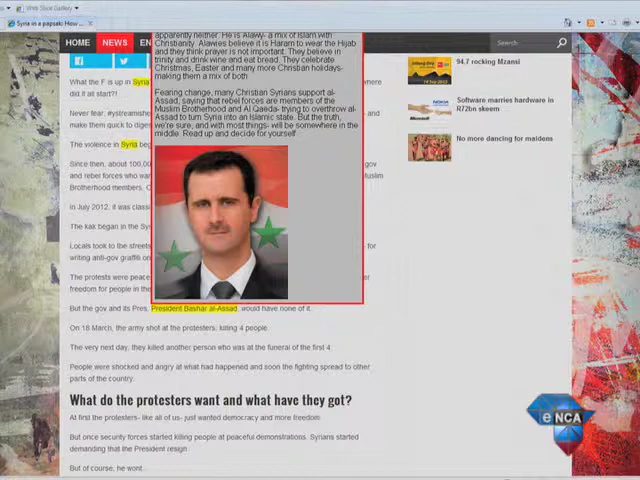 Web Slice Gallery
Syria in a papsak: How ...
HOME NEWS EN
Search...
apparently neither. He is Alawy- a mix of Islam with
Christianity. Alawies believe it is Haram to wear the Hijab
and they think prayer is not important. They believe in
trinity and drink wine and eat bread. They celebrate
Christmas, Easter and many more Christian holidays-
making them a mix of both
Fearing change, many Christian Syrians support al-
Assad, saying that rebel forces are members of the
Muslim Brotherhood and Al Qaeda- trying to overthrow al-
Assad to turn Syria into an Islamic state. But the truth,
we're sure, and with most things- will be somewhere in the
middle. Read up and decide for yourself
What the F is up in Syria
where
did it all start?!
Never fear, #ystreamishe
make them quick to diges
The violence in Syria beg
Since then, about 100,00
gov
and rebel forces who wa
Muslim
Brotherhood members, C
In July 2012, it was class
The kak began in the Sy
Locals took to the streets
for
writing anti-gov graffiti on
The protests were peace
er
freedom for people in the
But the gov and its Pres, President Bashar al-Assad, would have none of it.
On 18 March, the army shot at the protesters, killing 4 people.
The very next day, they killed another person who was at the funeral of the first 4.
People were shocked and angry at what had happened and soon the fighting spread to other
parts of the country.
What do the protesters want and what have they got?
At first the protesters- like all of us- just wanted democracy and more freedom
But once security forces started killing people at peaceful demonstrations. Syrians started
demanding that the President resign
But of course, he wont.
94.7 rocking Mzansi
Software marries hardware in
R72bn skeem
No more dancing for maidens
NOKIA
Microsoft
eNCA